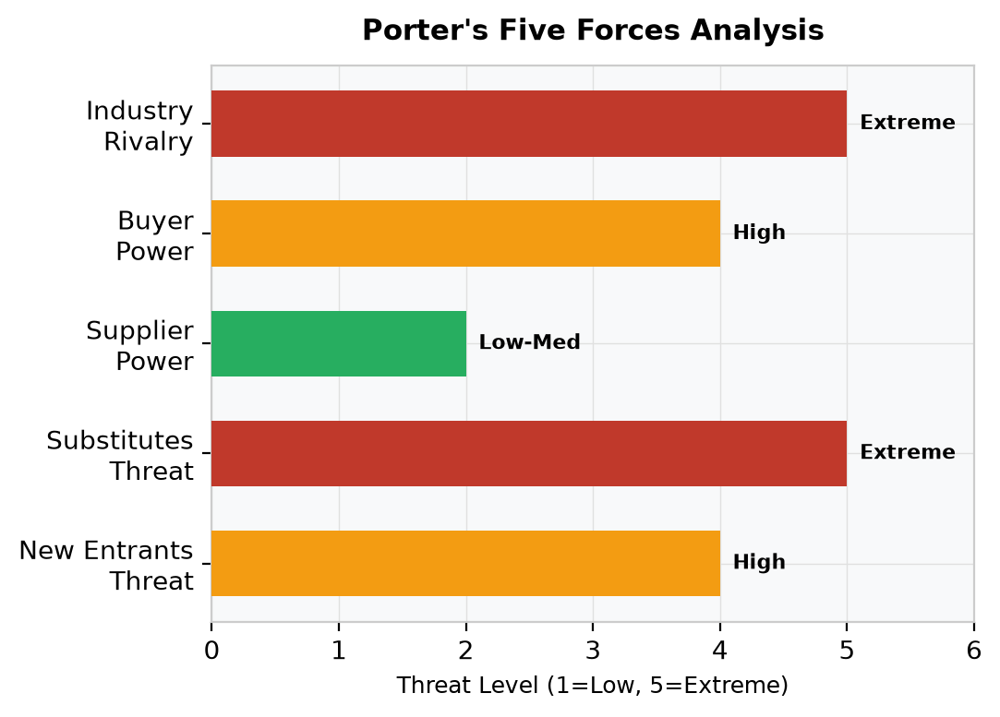 Porter's Five Forces Analysis
Industry
Rivalry
Extreme
Buyer
Power
High
Supplier
Power
Low-Med
Substitutes
Threat
Extreme
New Entrants
Threat
High
0 1 2 3 4 5 6
Threat Level (1=Low, 5=Extreme)